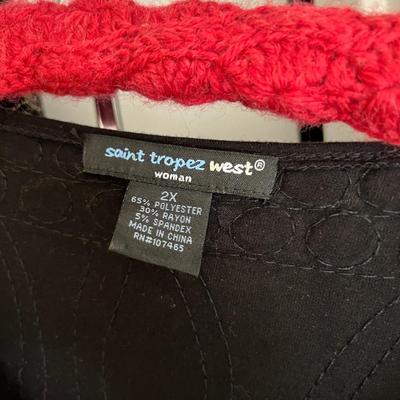 saint tropez west®
woman
2X
65% POLYESTER
30% RAYON
5% SPANDEX
MADE IN CHINA
RN#107465